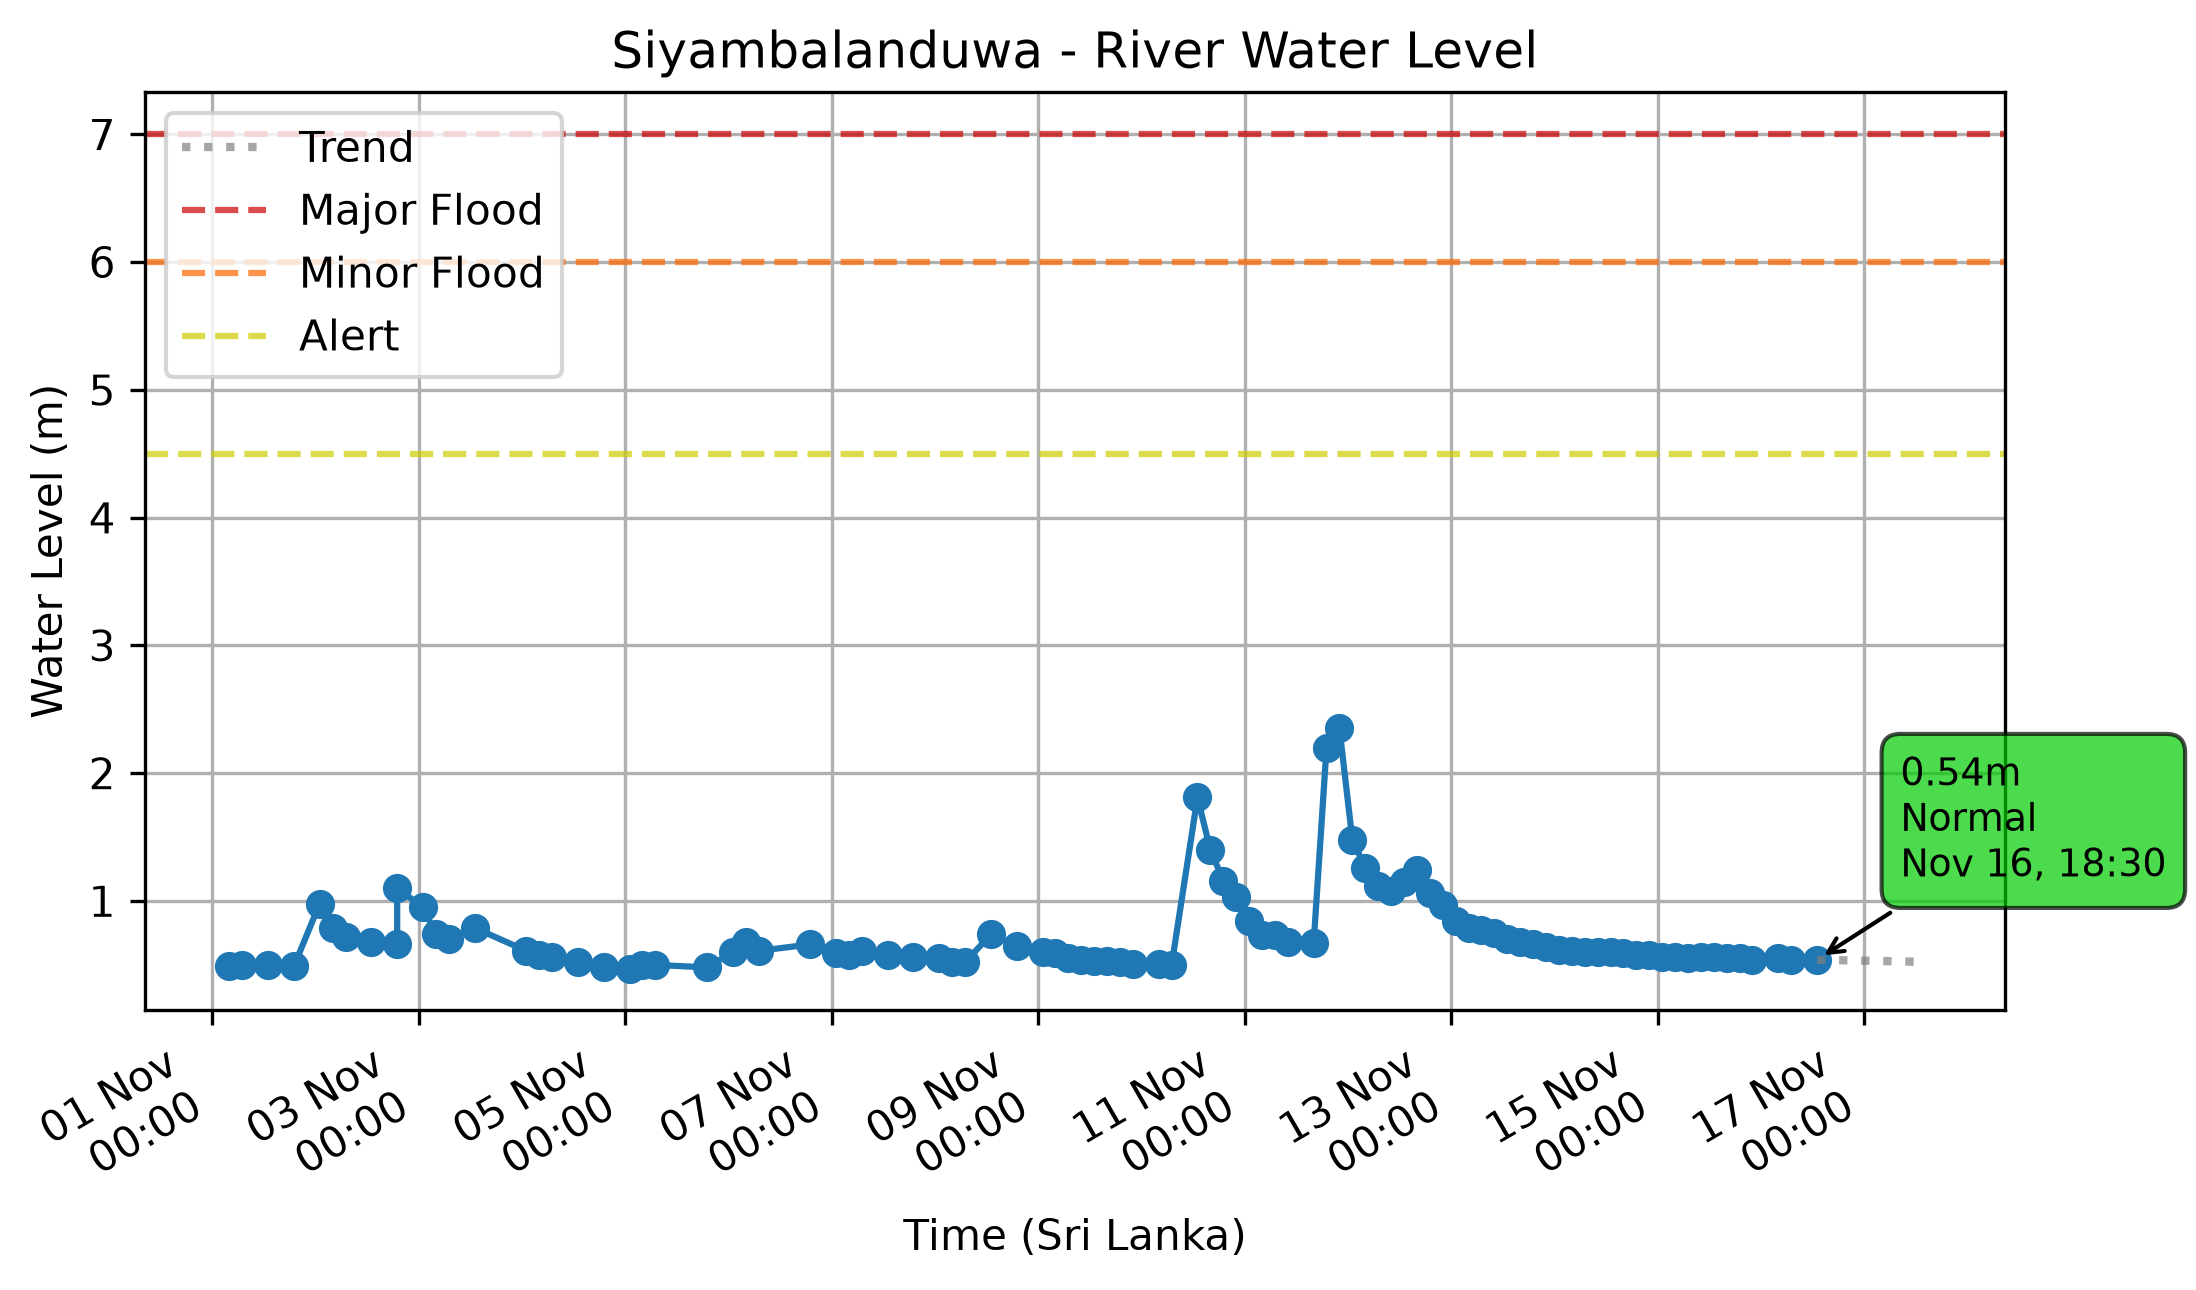 Siyambalanduwa - River Water Level
Trend
Major Flood
Minor Flood
Alert
Water Level (m)
7
6
5
4
3
2
1
0.54m
Normal
Nov 16, 18:30
01 Nov
00:00
03 Nov
00:00
05 Nov
00:00
07 Nov
00:00
09 Nov
00:00
11 Nov
00:00
13 Nov
00:00
15 Nov
00:00
17 Nov
00:00
Time (Sri Lanka)